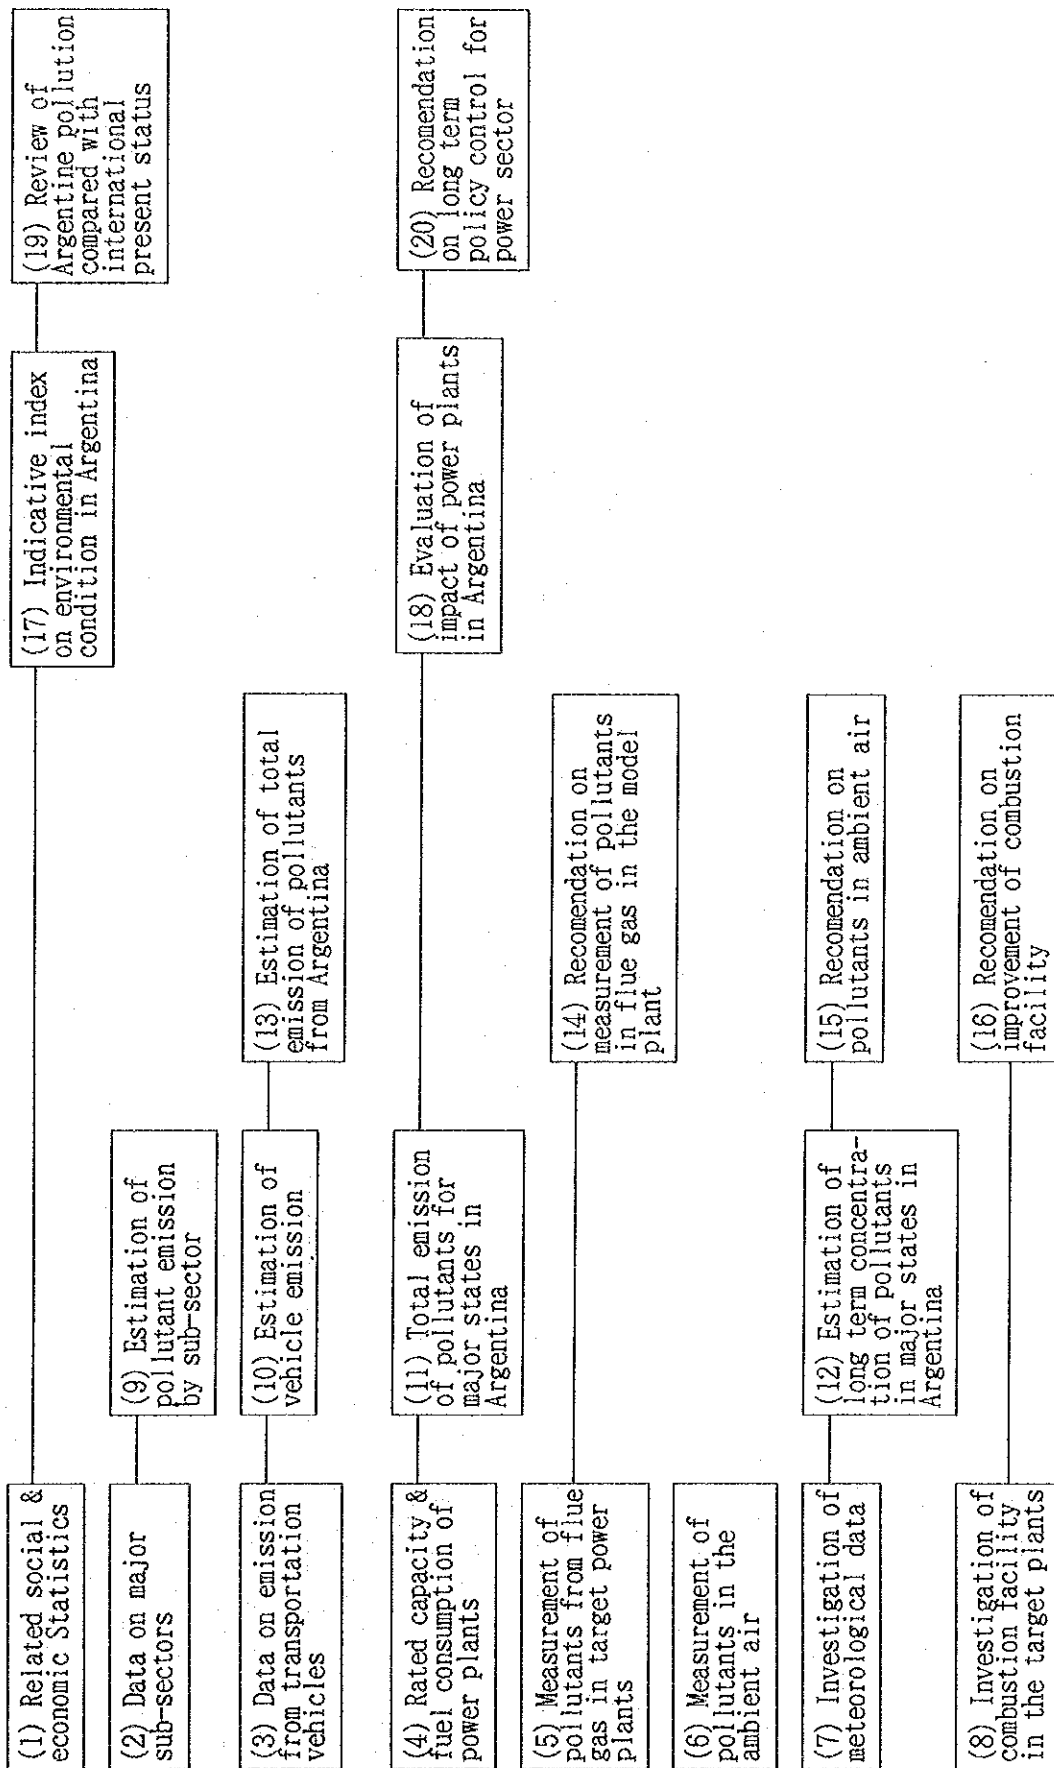 (1) Related social &
economic Statistics
(2) Data on major
sub-sectors
(3) Data on emission
from transportation
vehicles
(4) Rated capacity &
fuel consumption of
power plants
(5) Measurement of
pollutants from flue
gas in target power
plants
(6) Measurement of
pollutants in the
ambient air
(7) Investigation of
meteorological data
(8) Investigation of
combustion facility
in the target plants
(9) Estimation of
pollutant emission
by sub-sector
(10) Estimation of
vehicle emission
(11) Total emission
of pollutants for
major states in
Argentina
(12) Estimation of
long term concentra-
tion of pollutants
in major states in
Argentina
(13) Estimation of total
emission of pollutants
from Argentina
(14) Recomendation on
measurement of pollutants
in flue gas in the model
plant
(15) Recomendation on
pollutants in ambient air
(16) Recomendation on
improvement of combustion
facility
(17) Indicative index
on environmental
condition in Argentina
(18) Evaluation of
impact of power plants
in Argentina
(19) Review of
Argentine pollution
compared with
international
present status
(20) Recomendation
on long term
policy control for
power sector